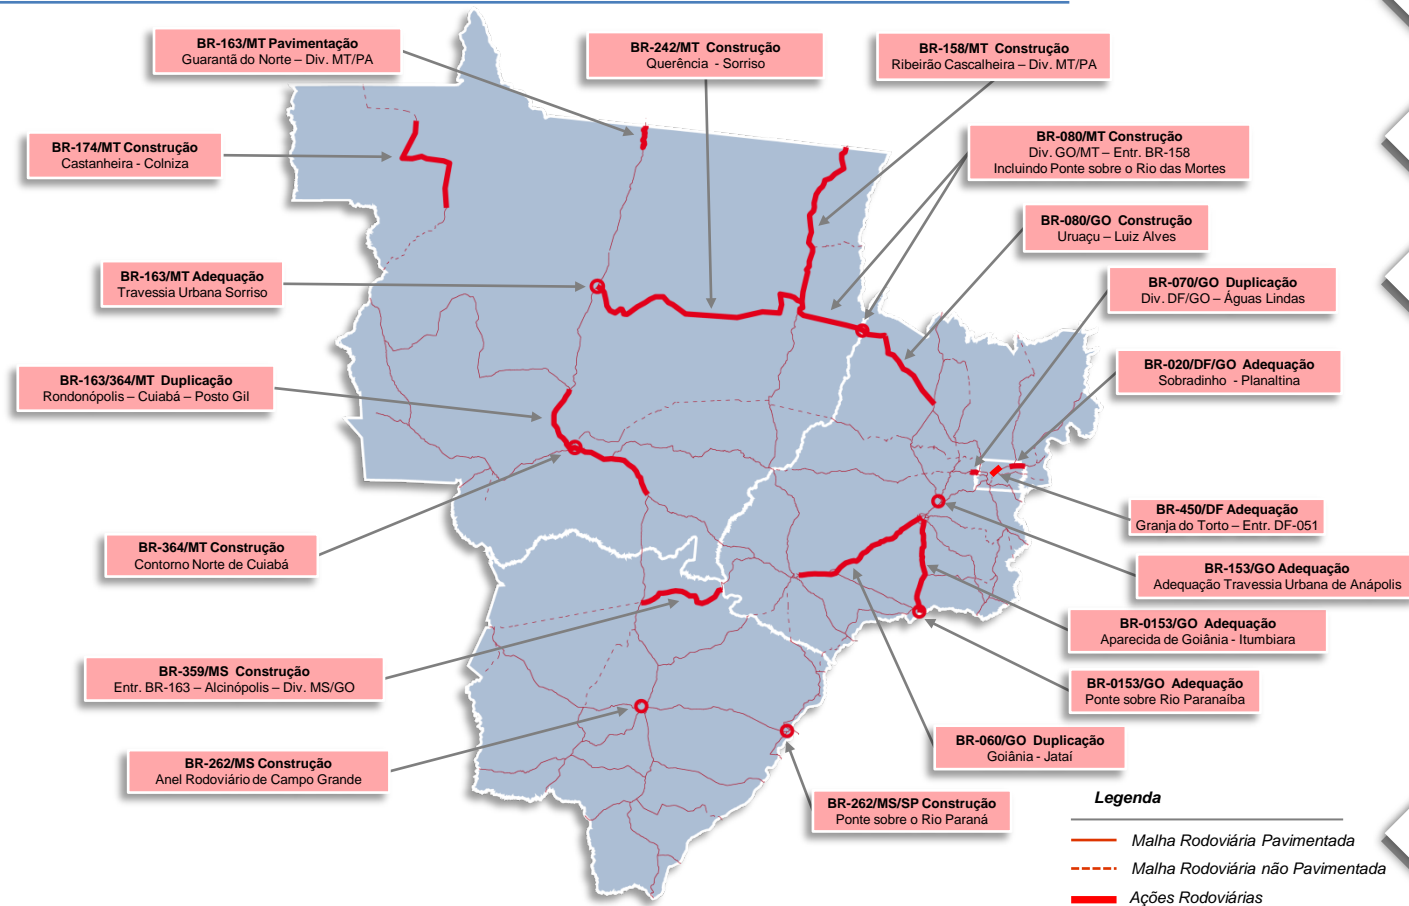 BR-163/MT Pavimentação
Guarantã do Norte – Div. MT/PA
BR-242/MT Construção
Querência - Sorriso
BR-158/MT Construção
Ribeirão Cascalheira – Div. MT/PA
BR-174/MT Construção
Castanheira - Colniza
BR-080/MT Construção
Div. GO/MT – Entr. BR-158
Incluindo Ponte sobre o Rio das Mortes
BR-080/GO Construção
Uruaçu – Luiz Alves
BR-163/MT Adequação
Travessia Urbana Sorriso
BR-070/GO Duplicação
Div. DF/GO – Águas Lindas
BR-020/DF/GO Adequação
Sobradinho - Planaltina
BR-163/364/MT Duplicação
Rondonópolis – Cuiabá – Posto Gil
BR-450/DF Adequação
Granja do Torto – Entr. DF-051
BR-364/MT Construção
Contorno Norte de Cuiabá
BR-153/GO Adequação
Adequação Travessia Urbana de Anápolis
BR-0153/GO Adequação
Aparecida de Goiânia - Itumbiara
BR-359/MS Construção
Entr. BR-163 – Alcinópolis – Div. MS/GO
BR-0153/GO Adequação
Ponte sobre Rio Paranaíba
BR-060/GO Duplicação
Goiânia - Jataí
BR-262/MS Construção
Anel Rodoviário de Campo Grande
BR-262/MS/SP Construção
Ponte sobre o Rio Paraná
Legenda
Malha Rodoviária Pavimentada
Malha Rodoviária não Pavimentada
Ações Rodoviárias